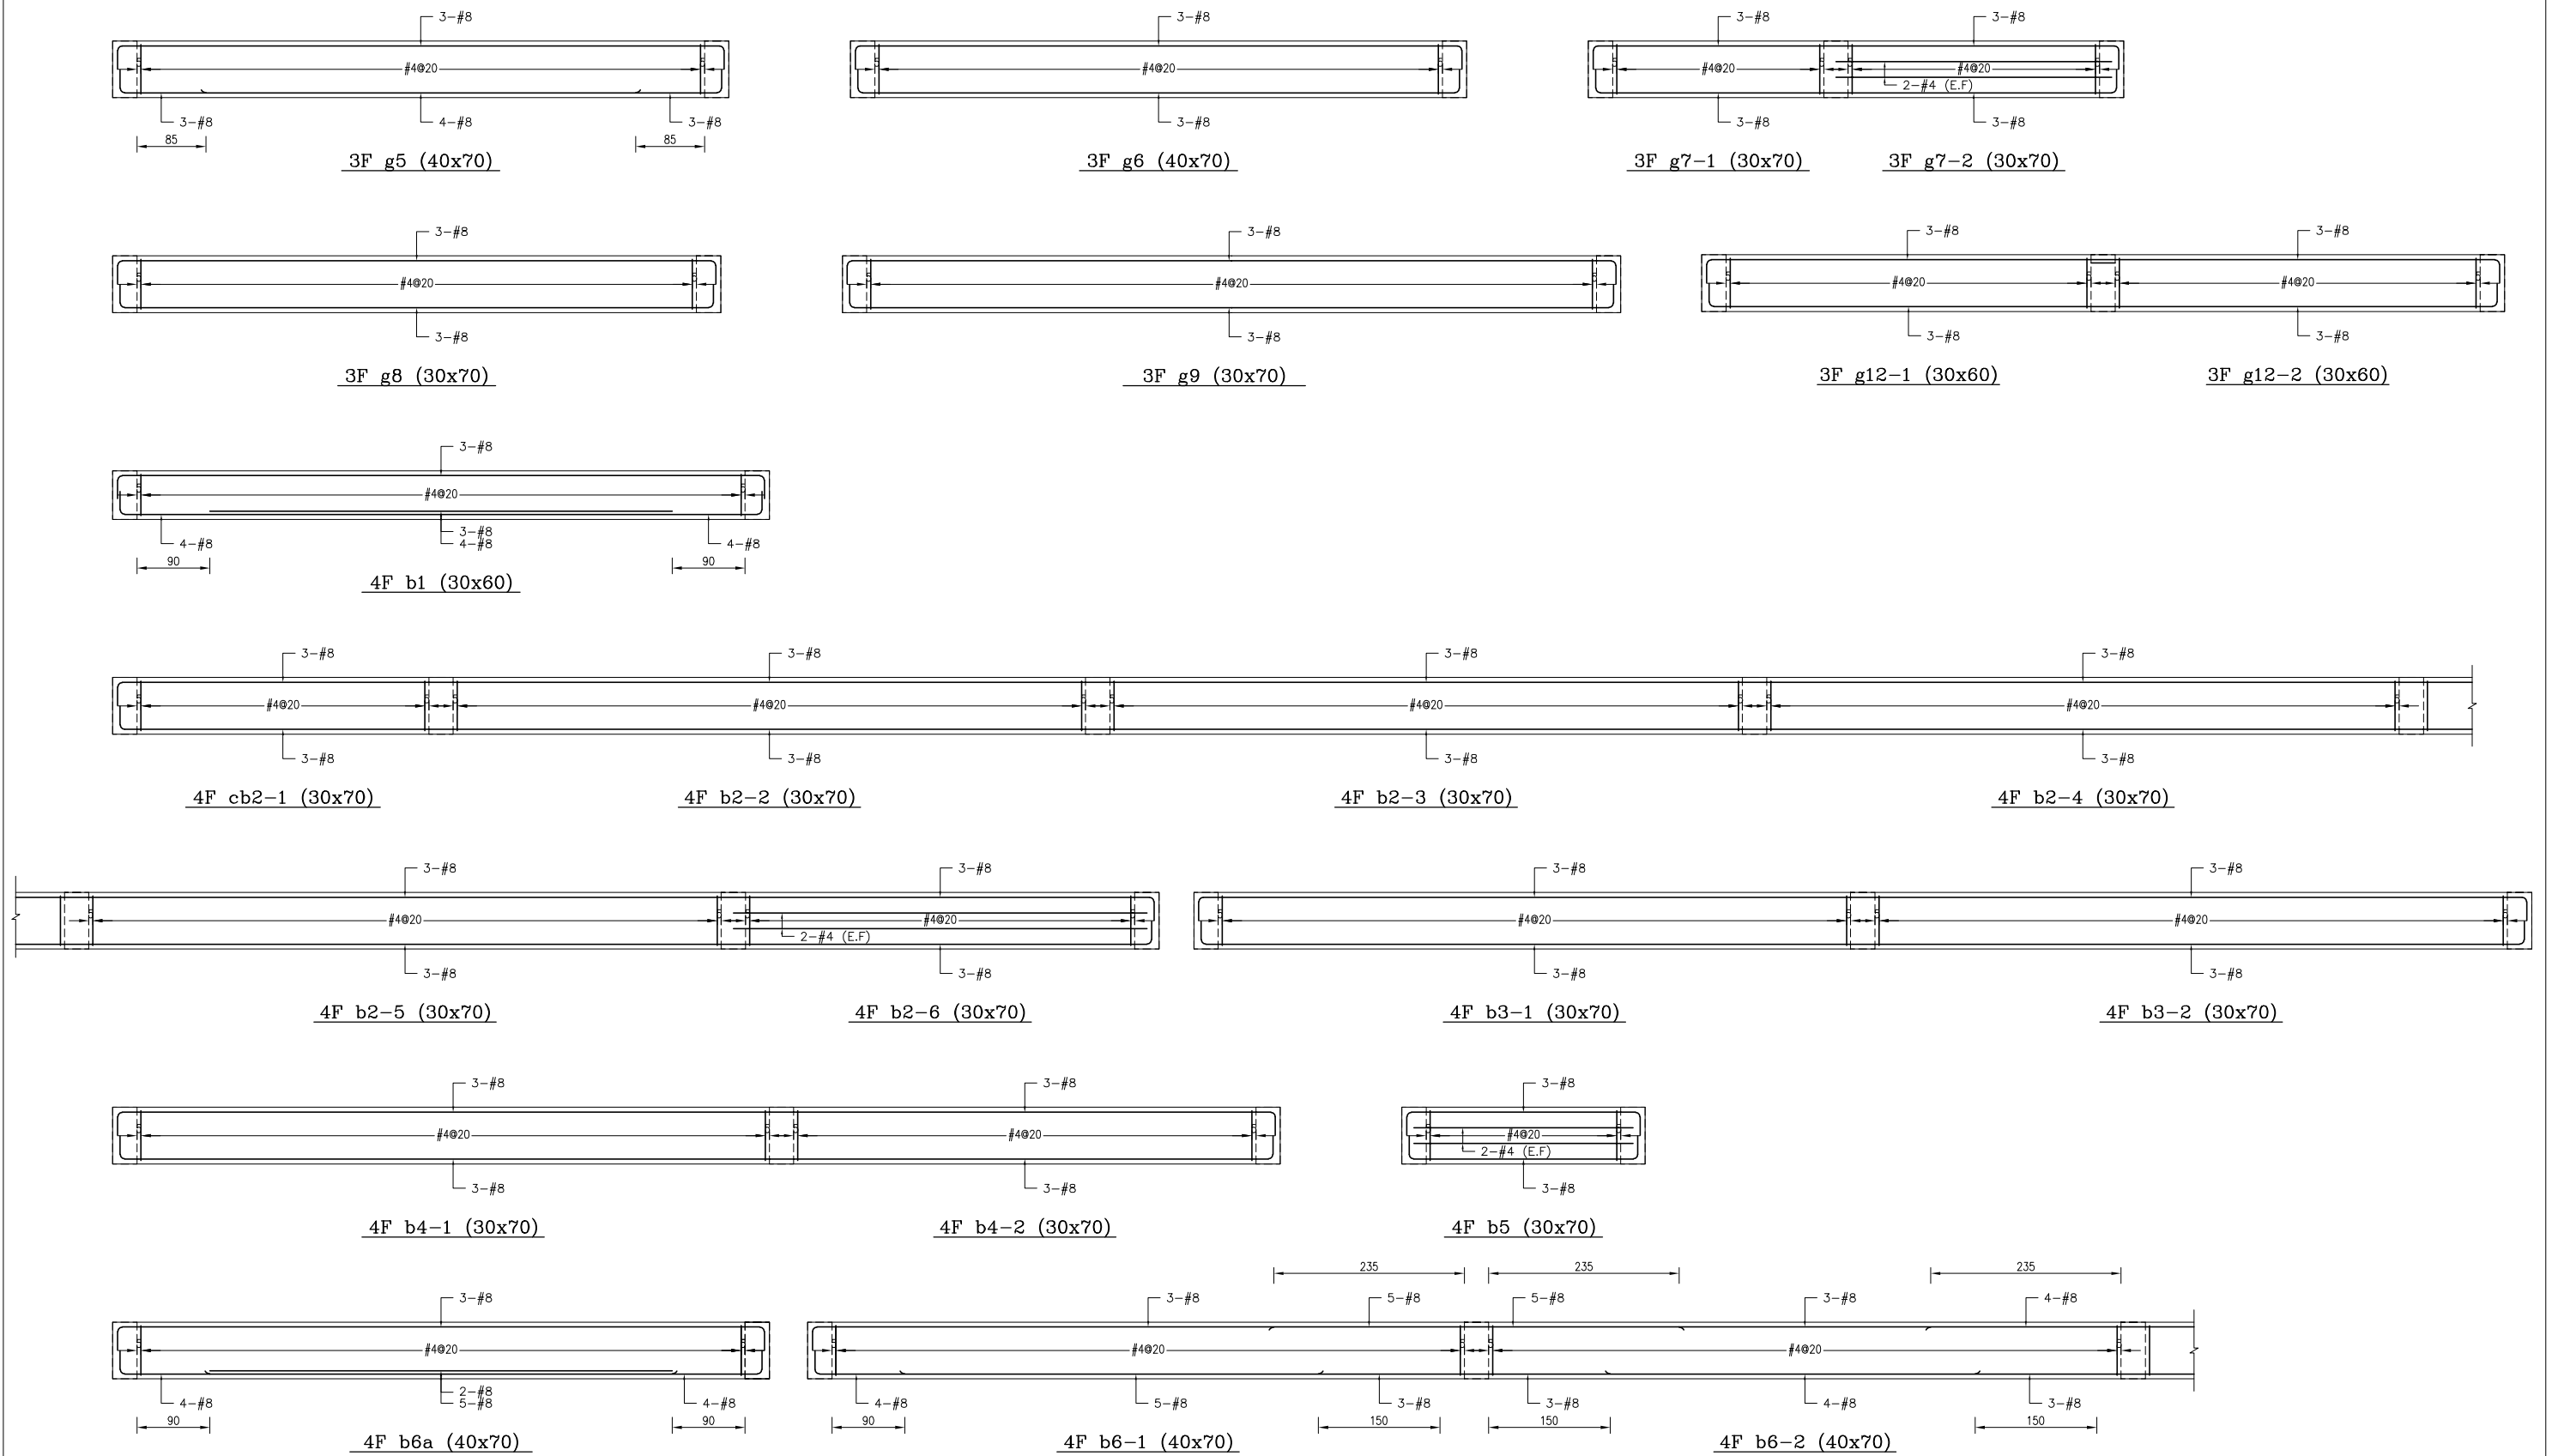 3-#8 3-#8 3-#8 3-#8
#4@20 #4@20 #4@20 #4@20
2-#4 (E.F)
3-#8 4-#8 3-#8 3-#8 3-#8 3-#8
85 85
3F g5 (40x70) 3F g6 (40x70) 3F g7-1 (30x70) 3F g7-2 (30x70)
3-#8 3-#8 3-#8 3-#8
#4@20 #4@20 #4@20 #4@20
3-#8 3-#8 3-#8 3-#8
3F g8 (30x70) 3F g9 (30x70) 3F g12-1 (30x60) 3F g12-2 (30x60)
3-#8
#4@20
3-#8
4-#8 4-#8 4-#8
90 90
4F b1 (30x60)
3-#8 3-#8 3-#8 3-#8
#4@20 #4@20 #4@20 #4@20
3-#8 3-#8 3-#8 3-#8
4F cb2-1 (30x70) 4F b2-2 (30x70) 4F b2-3 (30x70) 4F b2-4 (30x70)
3-#8 3-#8 3-#8 3-#8
#4@20 #4@20 #4@20 #4@20
2-#4 (E.F)
3-#8 3-#8 3-#8 3-#8
4F b2-5 (30x70) 4F b2-6 (30x70) 4F b3-1 (30x70) 4F b3-2 (30x70)
3-#8 3-#8 3-#8
#4@20 #4@20 #4@20
2-#4 (E.F)
3-#8 3-#8 3-#8
4F b4-1 (30x70) 4F b4-2 (30x70) 4F b5 (30x70)
235 235 235
3-#8 3-#8 5-#8 5-#8 3-#8 4-#8
#4@20 #4@20 #4@20
2-#8
4-#8 5-#8 4-#8 4-#8 5-#8 3-#8 3-#8 4-#8 3-#8
90 90 90 150 150 150
4F b6a (40x70) 4F b6-1 (40x70) 4F b6-2 (40x70)